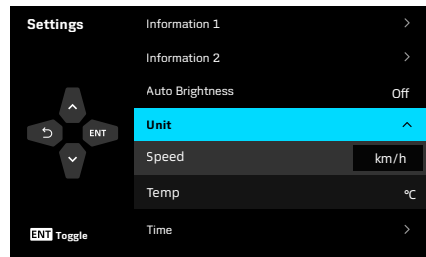 Settings
Information 1
Information 2
Auto Brightness Off
ENT
Unit
Speed km/h
Temp °C
Time
ENT Toggle